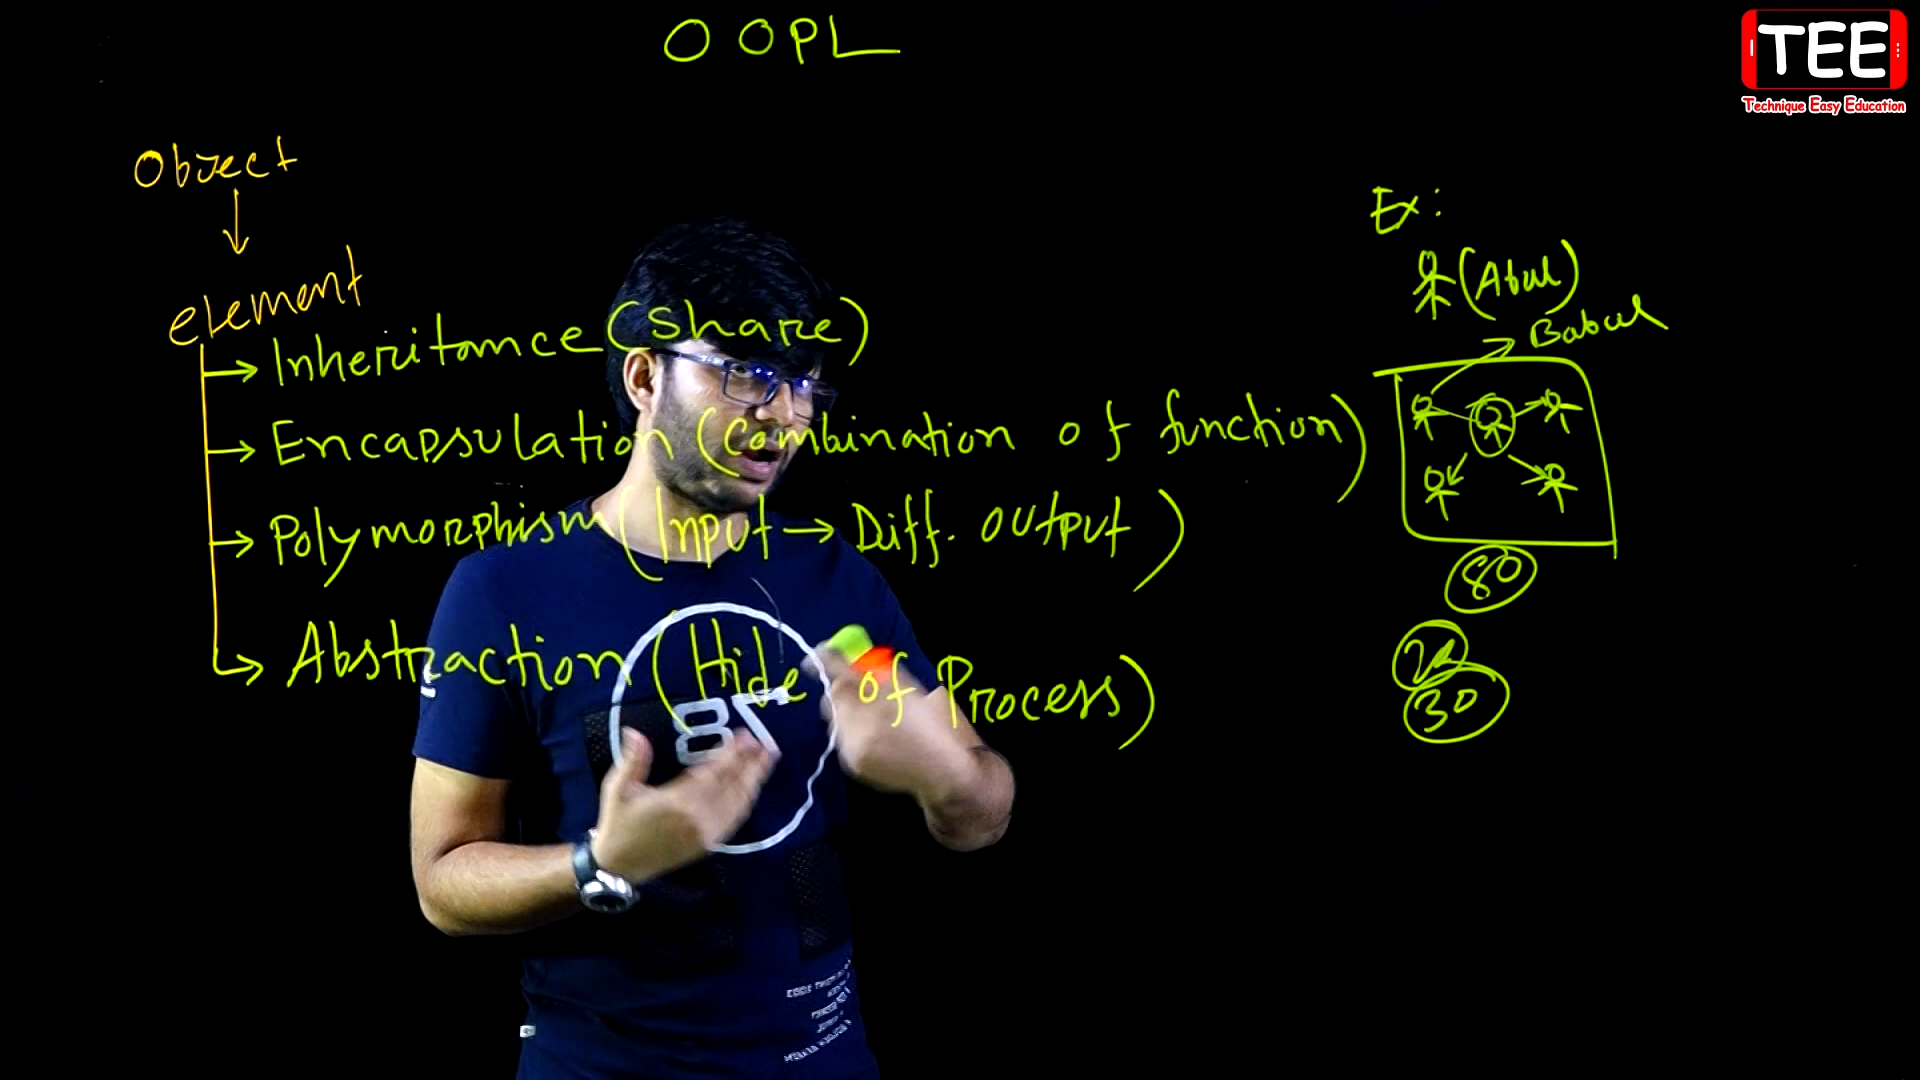 OOPL
TEE
Technique Easy Education
Object
element
Inheritance (share)
Encapsulation (combination of function)
Polymorphism (Input → Diff. output)
Abstraction (Hide of Process)
Ex:
(Abul)
Babul
80
30